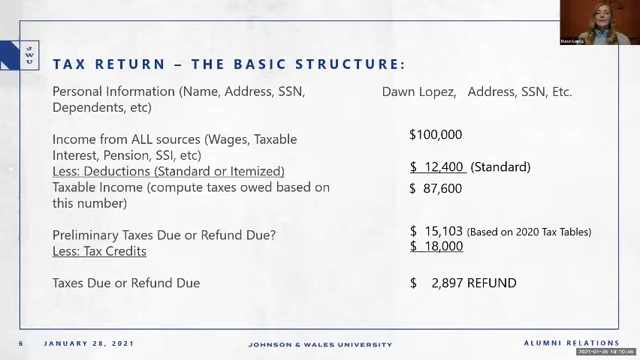 J
W
U
TAX RETURN – THE BASIC STRUCTURE:
Personal Information (Name, Address, SSN, Dawn Lopez, Address, SSN, Etc.
Dependents, etc)
Income from ALL sources (Wages, Taxable $100,000
Interest, Pension, SSI, etc)
Less: Deductions (Standard or Itemized) $ 12,400 (Standard)
Taxable Income (compute taxes owed based on $ 87,600
this number)
Preliminary Taxes Due or Refund Due? $ 15,103 (Based on 2020 Tax Tables)
Less: Tax Credits $ 18,000
Taxes Due or Refund Due $ 2,897 REFUND
6 JANUARY 28, 2021 JOHNSON & WALES UNIVERSITY ALUMNI RELATIONS